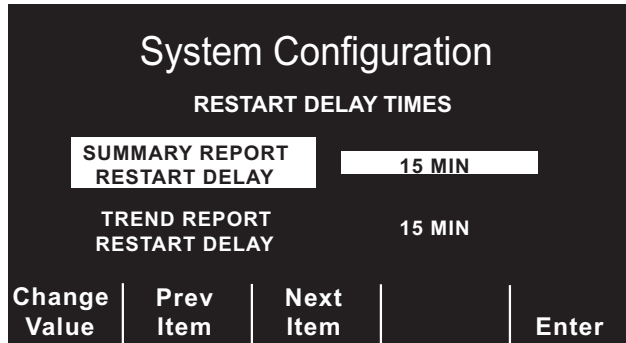 System Configuration
RESTART DELAY TIMES
SUMMARY REPORT
RESTART DELAY
15 MIN
TREND REPORT
RESTART DELAY
15 MIN
Change
Value
Prev
Item
Next
Item
Enter